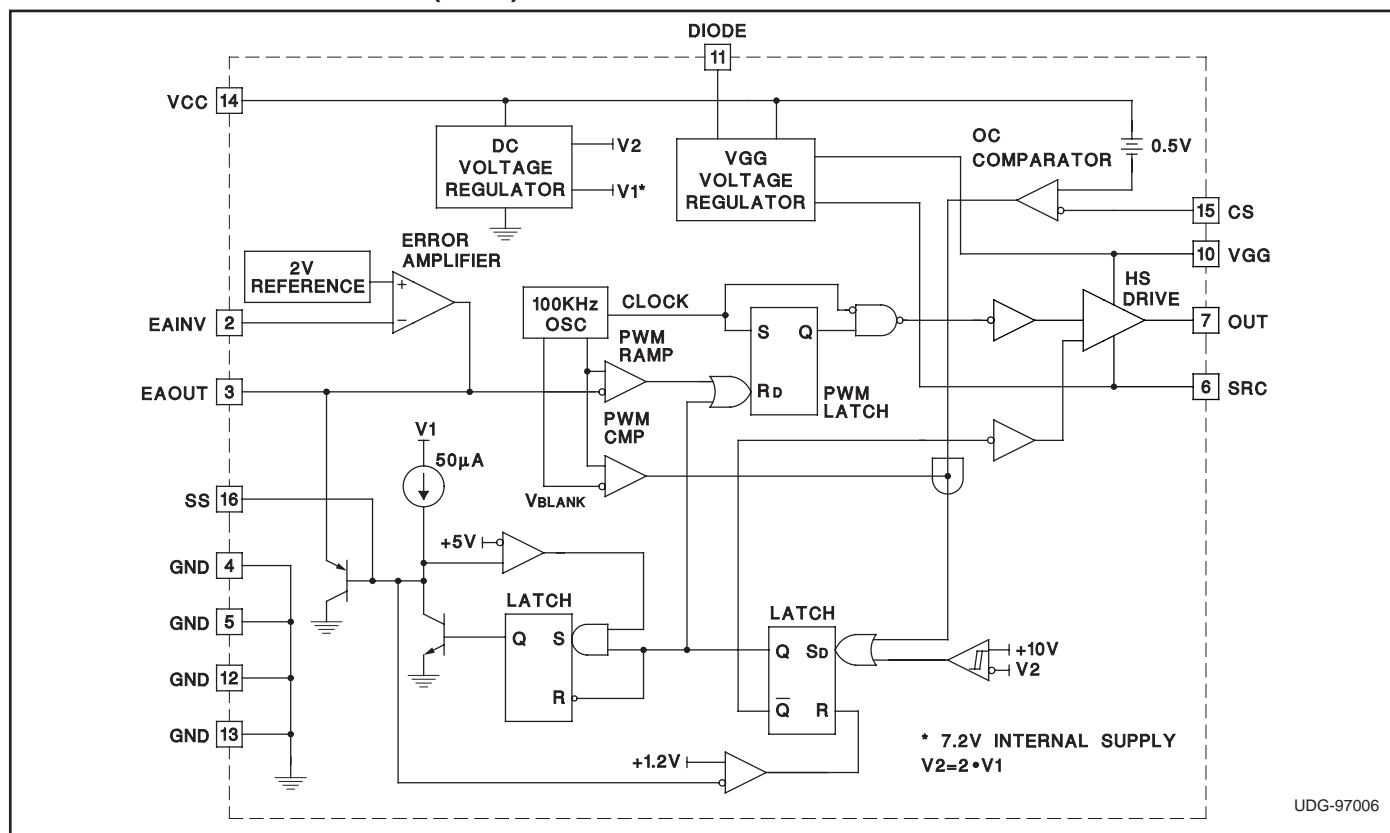 DIODE
11
VCC 14
DC
VOLTAGE
REGULATOR
V2
V1*
VGG
VOLTAGE
REGULATOR
OC
COMPARATOR
0.5V
15 CS
10 VGG
ERROR
AMPLIFIER
2V
REFERENCE
+
−
EAINV 2
100KHz
OSC
CLOCK
S Q
RD
PWM
LATCH
HS
DRIVE
7 OUT
PWM
RAMP
EAOUT 3
6 SRC
PWM
CMP
V1
50μA
VBLANK
SS 16
+5V
GND 4
GND 5
GND 12
GND 13
LATCH
Q S
R
LATCH
Q SD
Q R
+10V
V2
+1.2V
* 7.2V INTERNAL SUPPLY
V2=2•V1
UDG-97006